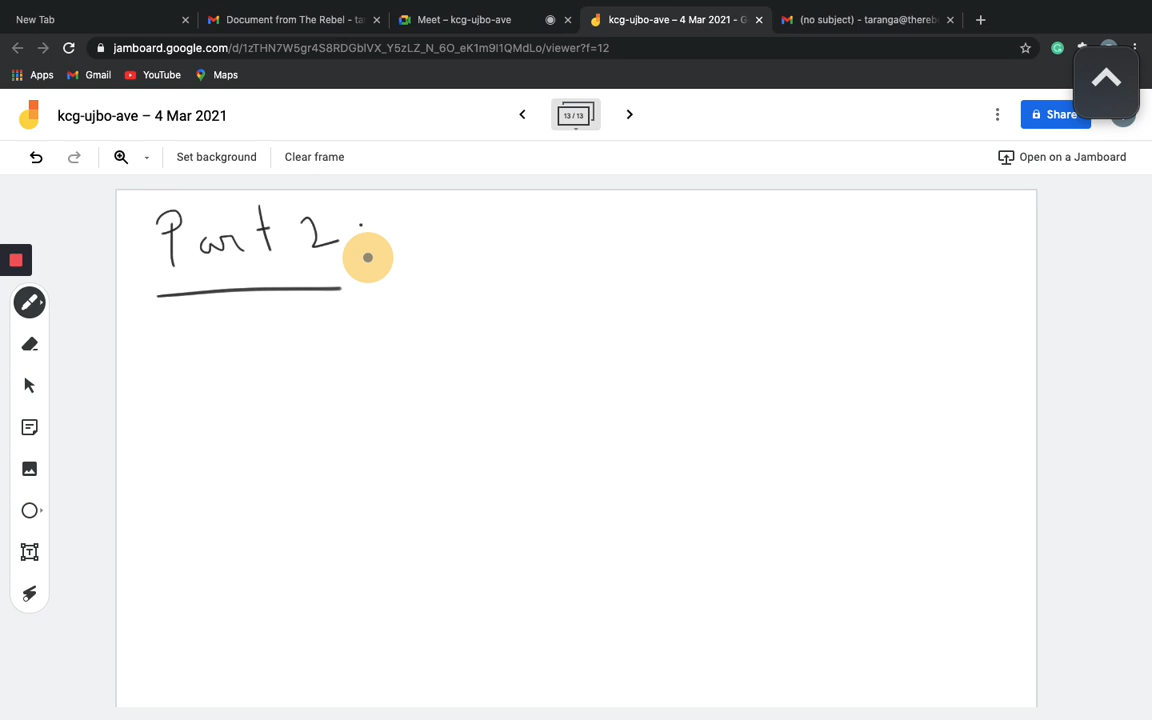 New Tab
Document from The Rebel - ta
Meet – kcg-ujbo-ave
kcg-ujbo-ave – 4 Mar 2021 - G
(no subject) - taranga@thereb
jamboard.google.com/d/1zTHN7W5gr4S8RDGbIVX_Y5zLZ_N_6O_eK1m9I1QMdLo/viewer?f=12
Apps
Gmail
YouTube
Maps
kcg-ujbo-ave – 4 Mar 2021
13 / 13
Share
Set background
Clear frame
Open on a Jamboard
Part 2